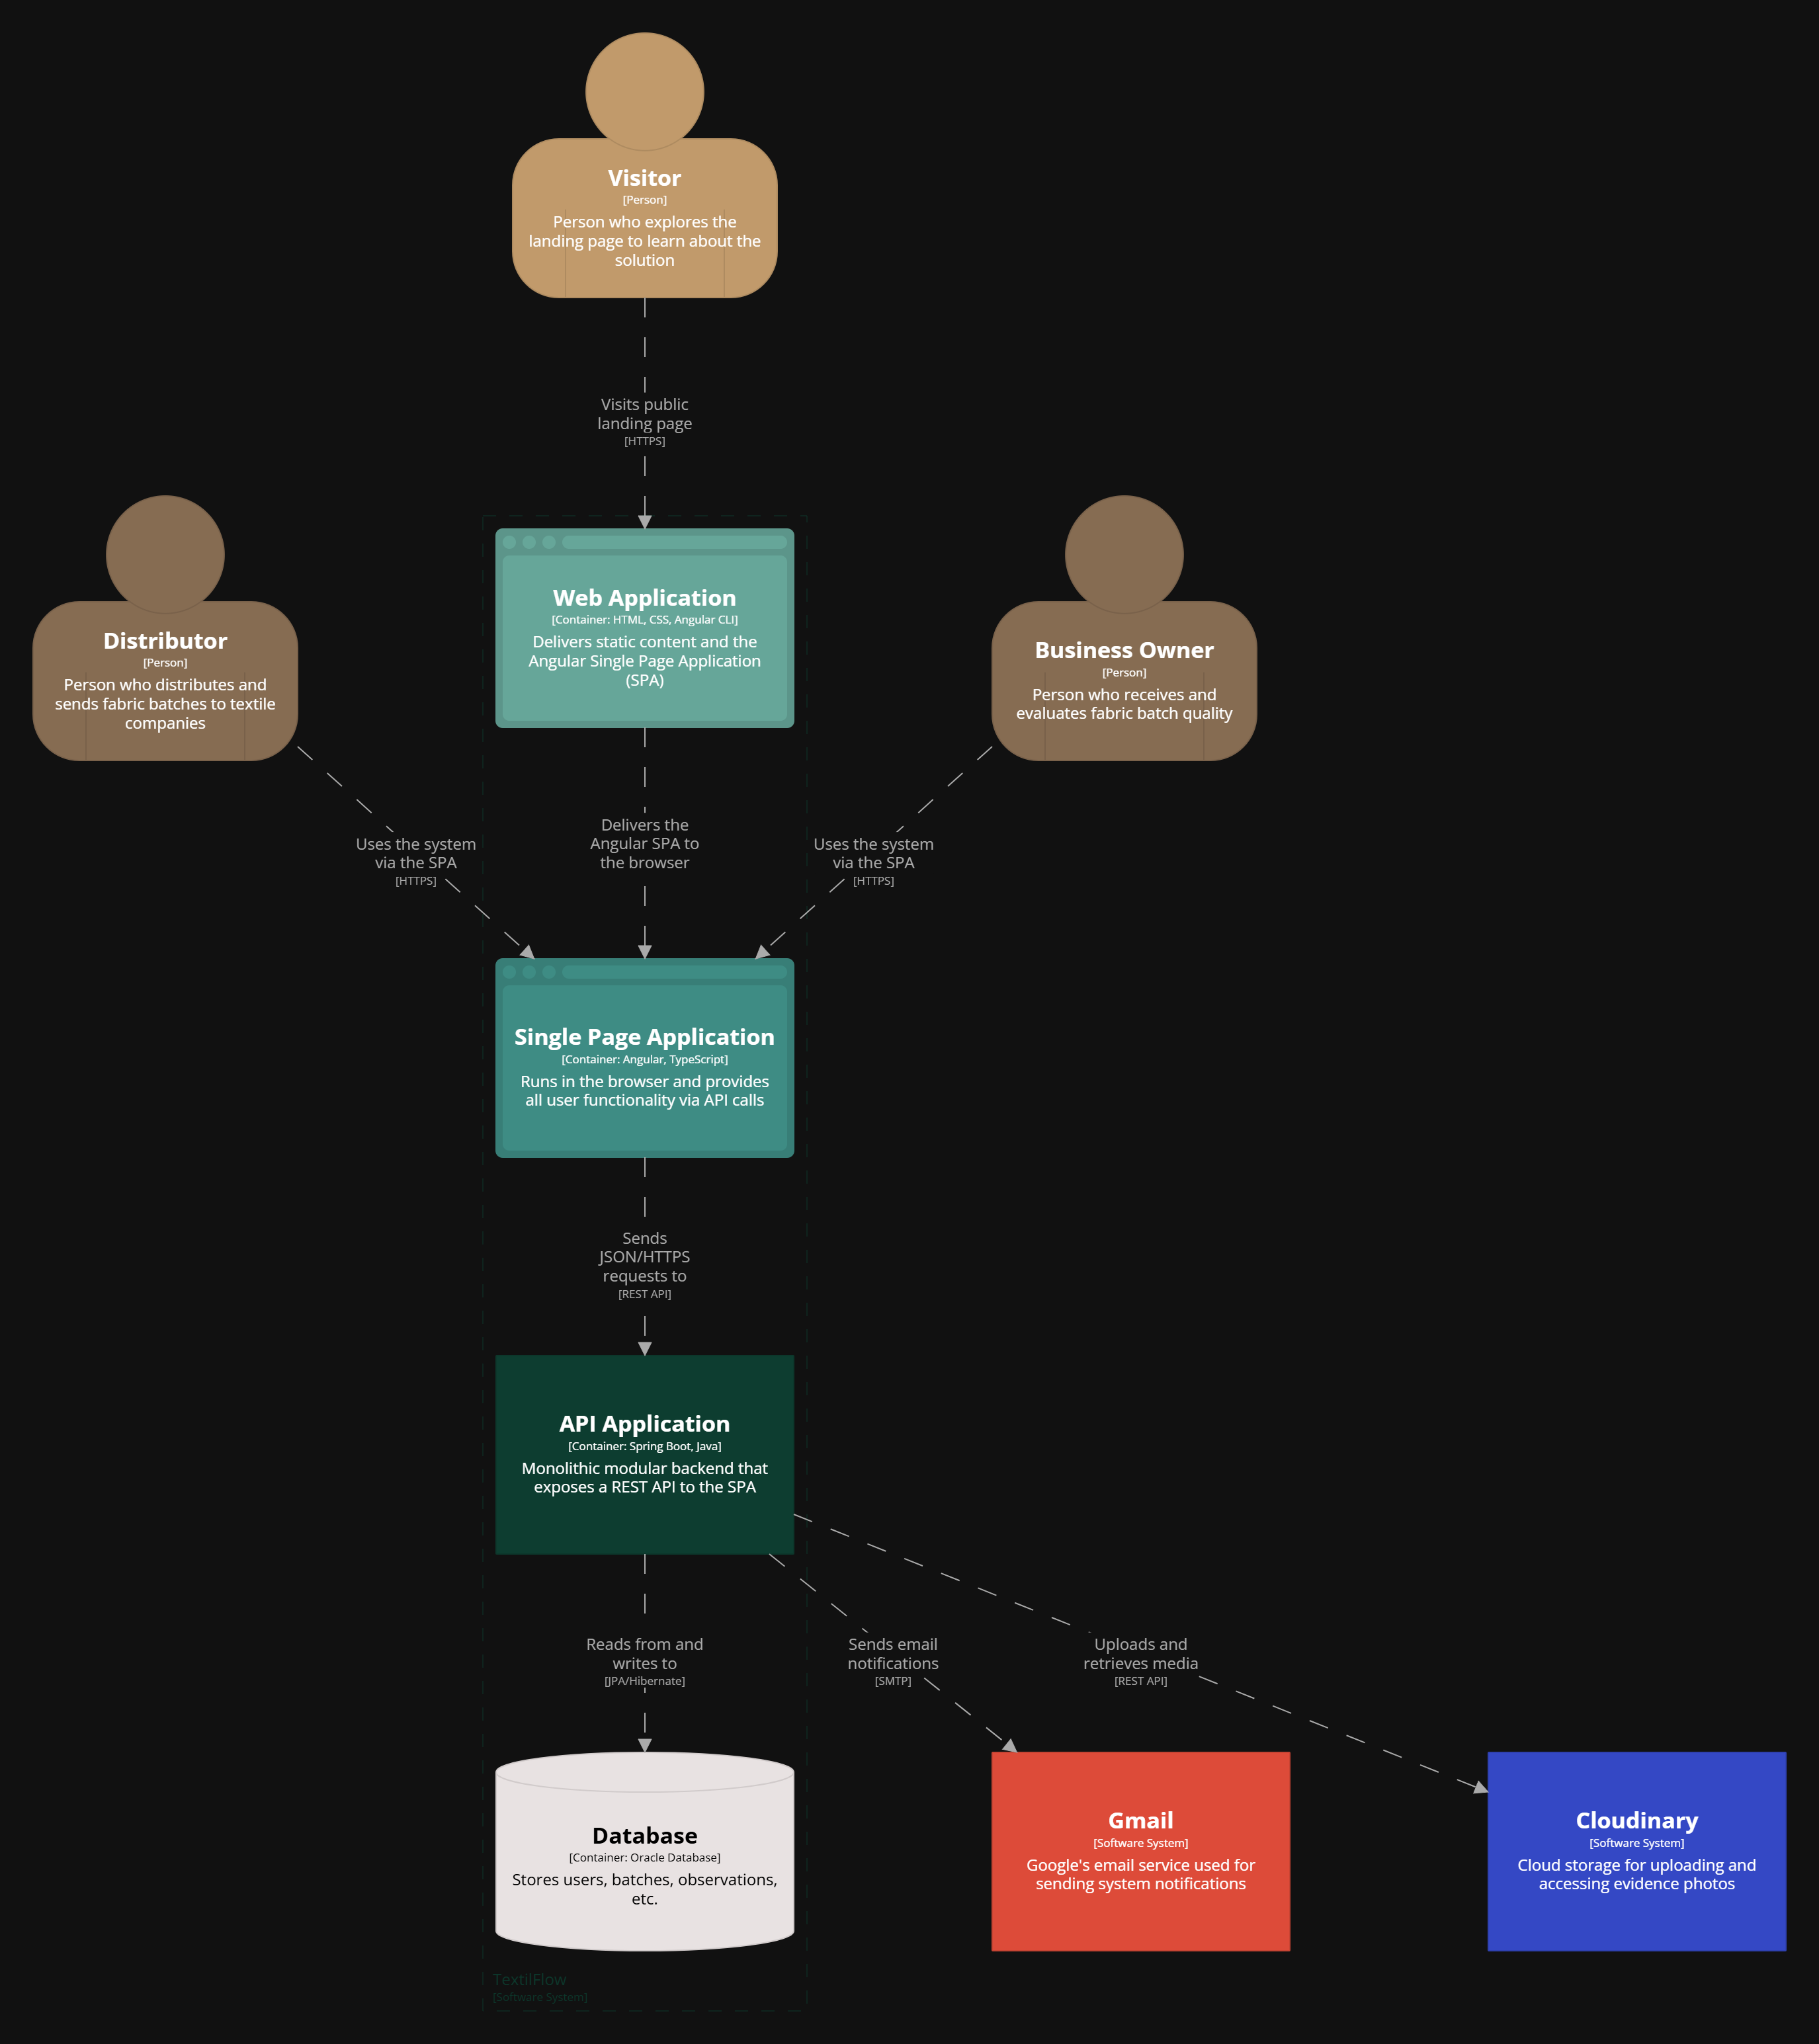 Visitor
[Person]
Person who explores the
landing page to learn about the
solution
Visits public
landing page
[HTTPS]
Distributor
[Person]
Person who distributes and
sends fabric batches to textile
companies
Web Application
[Container: HTML, CSS, Angular CLI]
Delivers static content and the
Angular Single Page Application
(SPA)
Business Owner
[Person]
Person who receives and
evaluates fabric batch quality
Uses the system
via the SPA
[HTTPS]
Delivers the
Angular SPA to
the browser
Uses the system
via the SPA
[HTTPS]
Single Page Application
[Container: Angular, TypeScript]
Runs in the browser and provides
all user functionality via API calls
Sends
JSON/HTTPS
requests to
[REST API]
API Application
[Container: Spring Boot, Java]
Monolithic modular backend that
exposes a REST API to the SPA
Reads from and
writes to
[JPA/Hibernate]
Sends email
notifications
[SMTP]
Uploads and
retrieves media
[REST API]
Database
[Container: Oracle Database]
Stores users, batches, observations,
etc.
Gmail
[Software System]
Google's email service used for
sending system notifications
Cloudinary
[Software System]
Cloud storage for uploading and
accessing evidence photos
TextilFlow
[Software System]